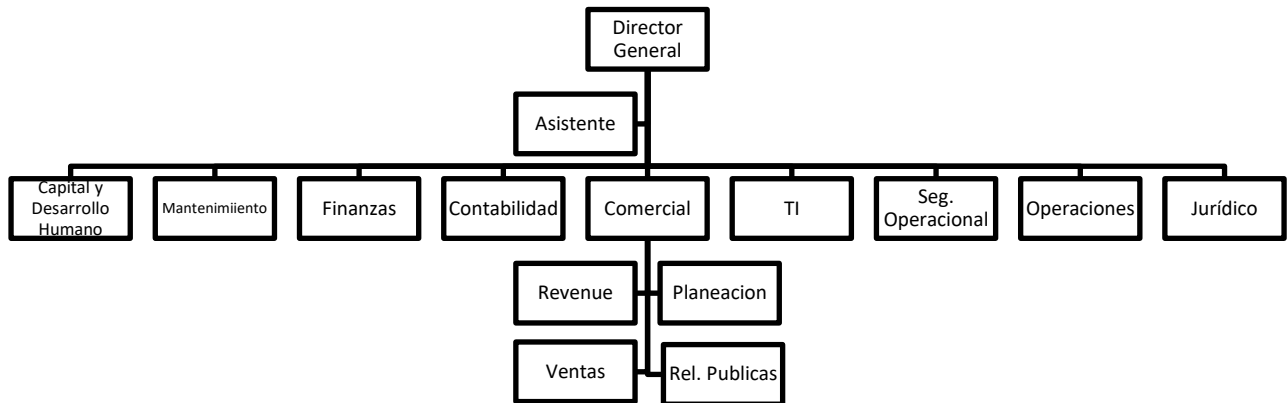 Director
General
Asistente
Capital y
Desarrollo
Humano
Mantenimiiento
Finanzas
Contabilidad
Comercial
TI
Seg.
Operacional
Operaciones
Jurídico
Revenue
Planeacion
Ventas
Rel. Publicas